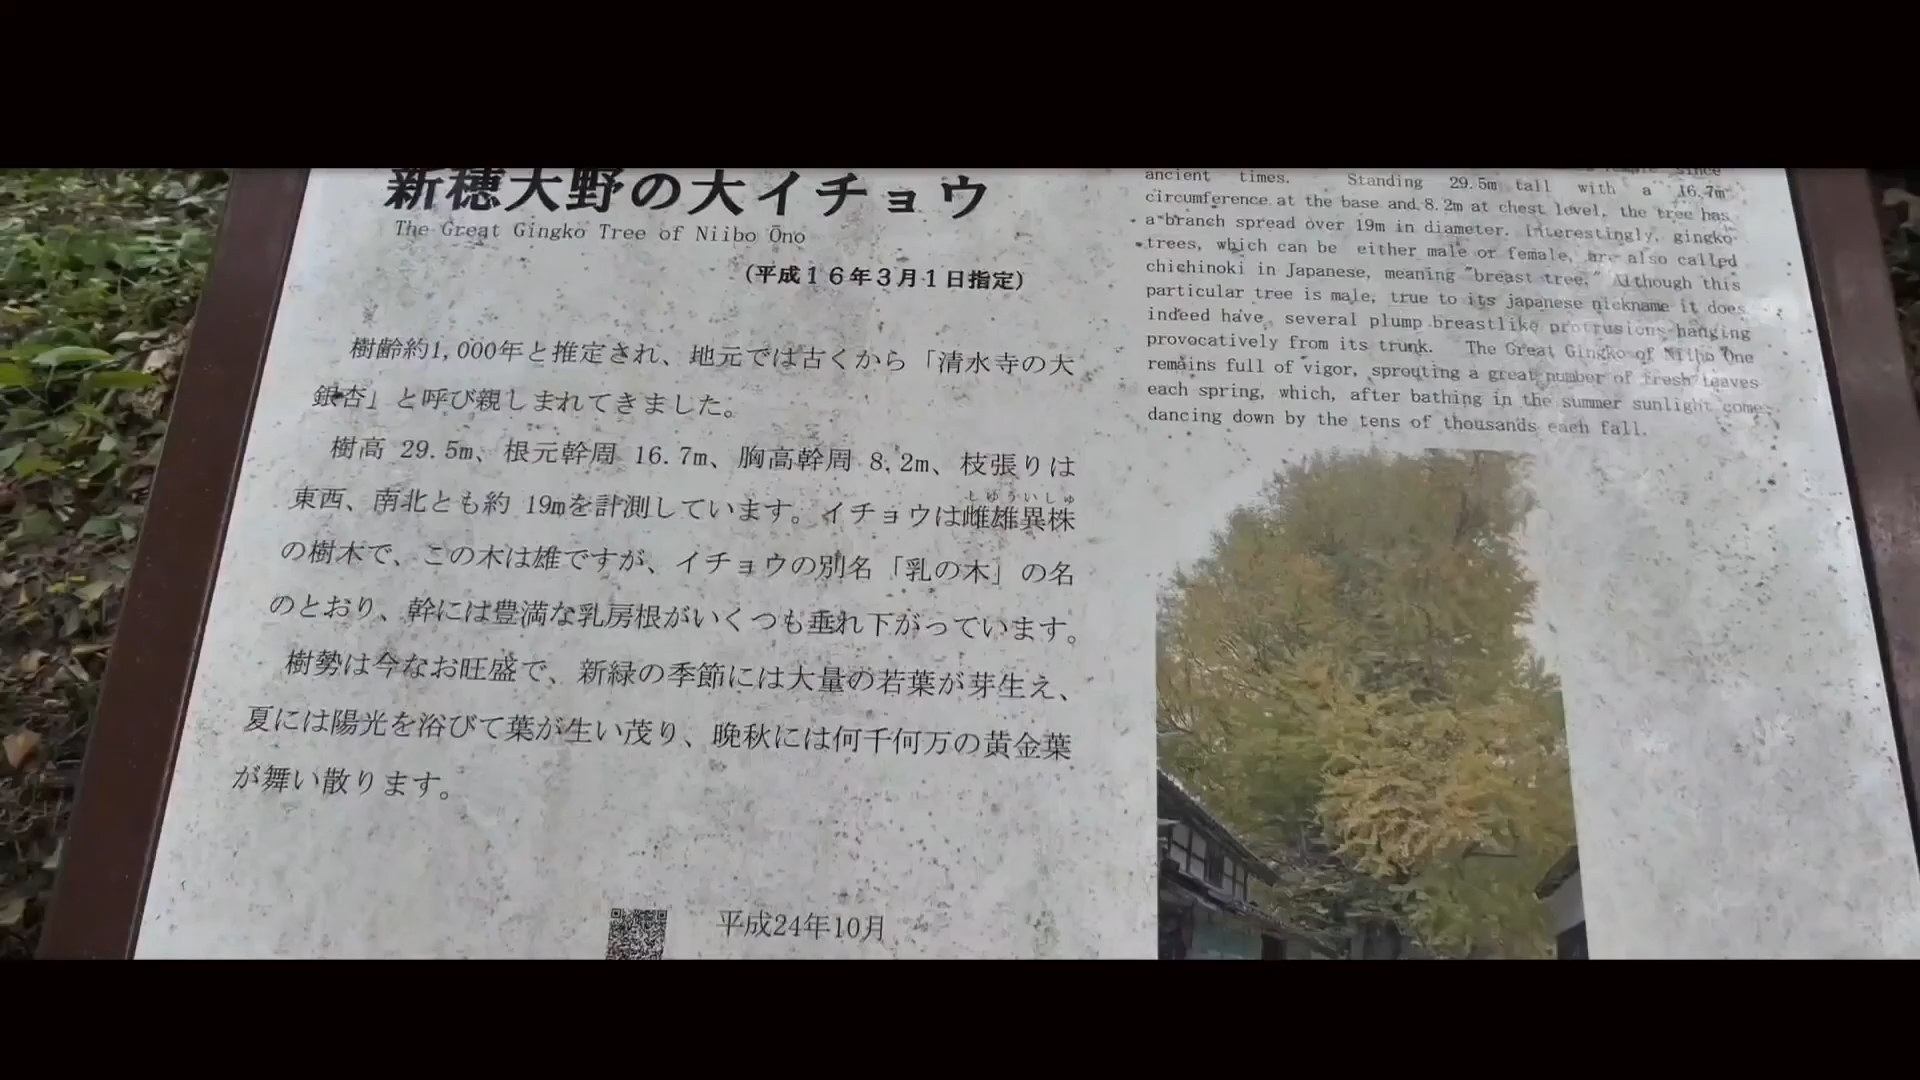 新穂大野の大イチョウ
The Great Gingko Tree of Niibo Ōno
(平成16年3月1日指定)
樹齢約1,000年と推定され、地元では古くから「清水寺の大
銀杏」と呼び親しまれてきました。
樹高 29.5m、根元幹周 16.7m、胸高幹周 8.2m、枝張りは
東西、南北とも約 19mを計測しています。イチョウは雌雄異株
の樹木で、この木は雄ですが、イチョウの別名「乳の木」の名
のとおり、幹には豊満な乳房根がいくつも垂れ下がっています。
樹勢は今なお旺盛で、新緑の季節には大量の若葉が芽生え、
夏には陽光を浴びて葉が生い茂り、晩秋には何千何万の黄金葉
が舞い散ります。
平成24年10月
since
ancient times. Standing 29.5m tall with a 16.7m
circumference at the base and 8.2m at chest level, the tree has
a branch spread over 19m in diameter. Interestingly, gingko
trees, which can be either male or female, are also called
chichinoki in Japanese, meaning "breast tree." Although this
particular tree is male, true to its japanese nickname it does
indeed have several plump breastlike protrusions hanging
provocatively from its trunk. The Great Gingko of Niibo Ōne
remains full of vigor, sprouting a great number of fresh leaves
each spring, which, after bathing in the summer sunlight come
dancing down by the tens of thousands each fall.